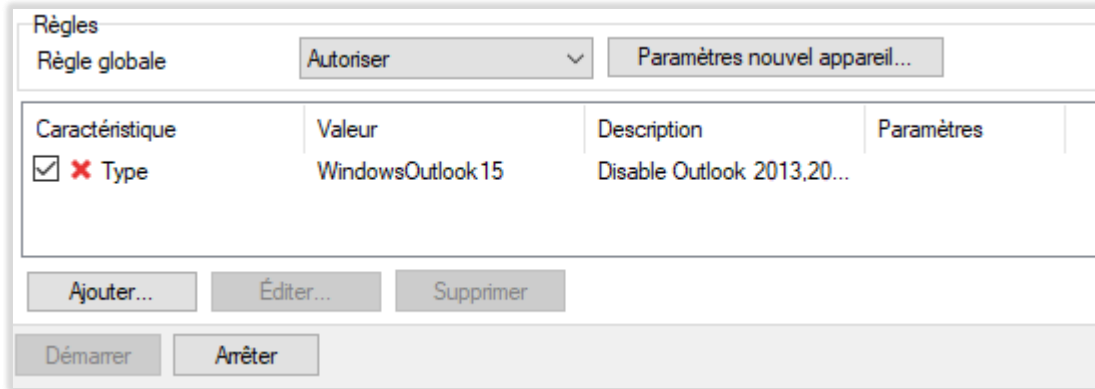 Règles
Règle globale Autoriser Paramètres nouvel appareil...
Caractéristique Valeur Description Paramètres
Type WindowsOutlook15 Disable Outlook 2013,20...
Ajouter... Éditer... Supprimer
Démarrer Arrêter